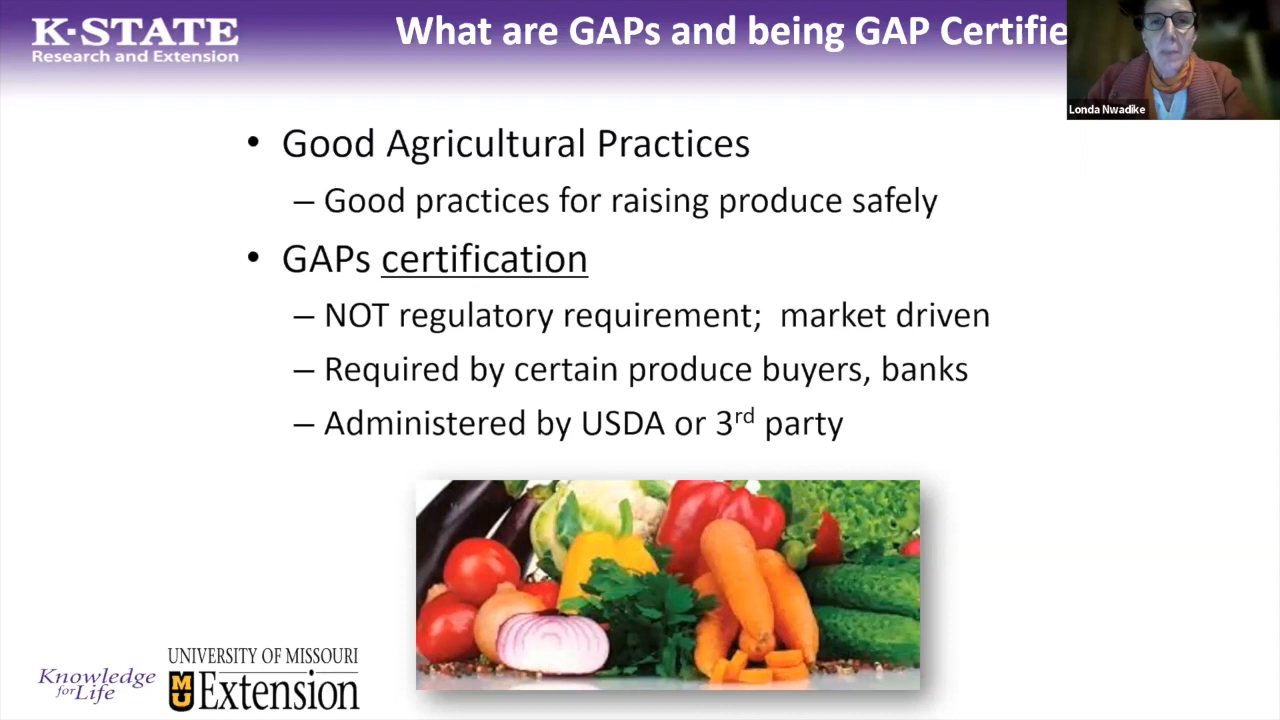 K-STATE
Research and Extension
What are GAPs and being GAP Certifie
Londa Nwadike
• Good Agricultural Practices
– Good practices for raising produce safely
• GAPs certification
– NOT regulatory requirement;  market driven
– Required by certain produce buyers, banks
– Administered by USDA or 3rd party
Knowledge
for Life
UNIVERSITY OF MISSOURI
MU Extension